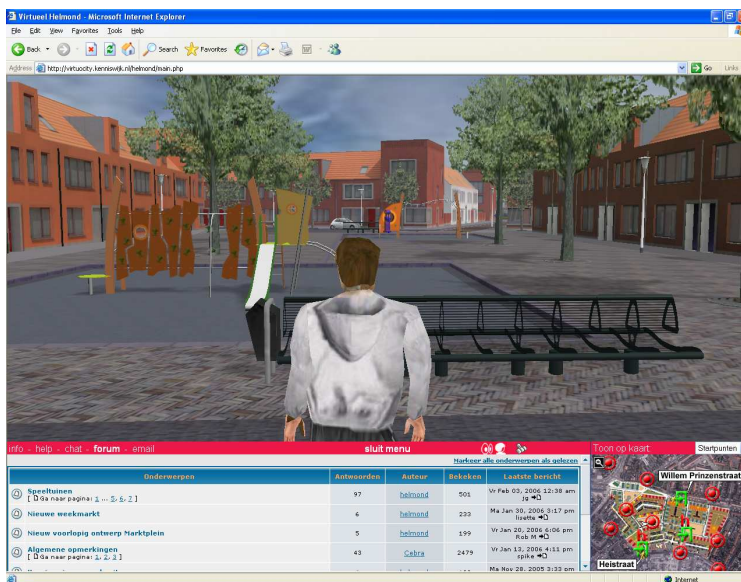 Virtueel Helmond - Microsoft Internet Explorer
File Edit View Favorites Tools Help
Back Search Favorites
Address http://virtuocity.kenniswijk.nl/helmond/main.php Go Links
info - help - chat - forum - email sluit menu Toon op kaart Startpunten
Markeer alle onderwerpen als gelezen
Onderwerpen Antwoorden Auteur Bekeken Laatste bericht
Speeltuinen 97 helmond 501 Vr Feb 03, 2006 12:38 am
[ Ga naar pagina: 1 ... 5, 6, 7 ] jg
Nieuwe weekmarkt 6 helmond 233 Ma Jan 30, 2006 3:17 pm
lisette
Nieuw voorlopig ontwerp Marktplein 5 helmond 199 Vr Jan 20, 2006 6:06 pm
Rob M
Algemene opmerkingen 43 Cebra 2479 Vr Jan 13, 2006 4:11 pm
[ Ga naar pagina: 1, 2, 3 ] spike
Ma Nov 28, 2005 3:33 pm
Willem Prinzenstraat
Heistraat
Internet